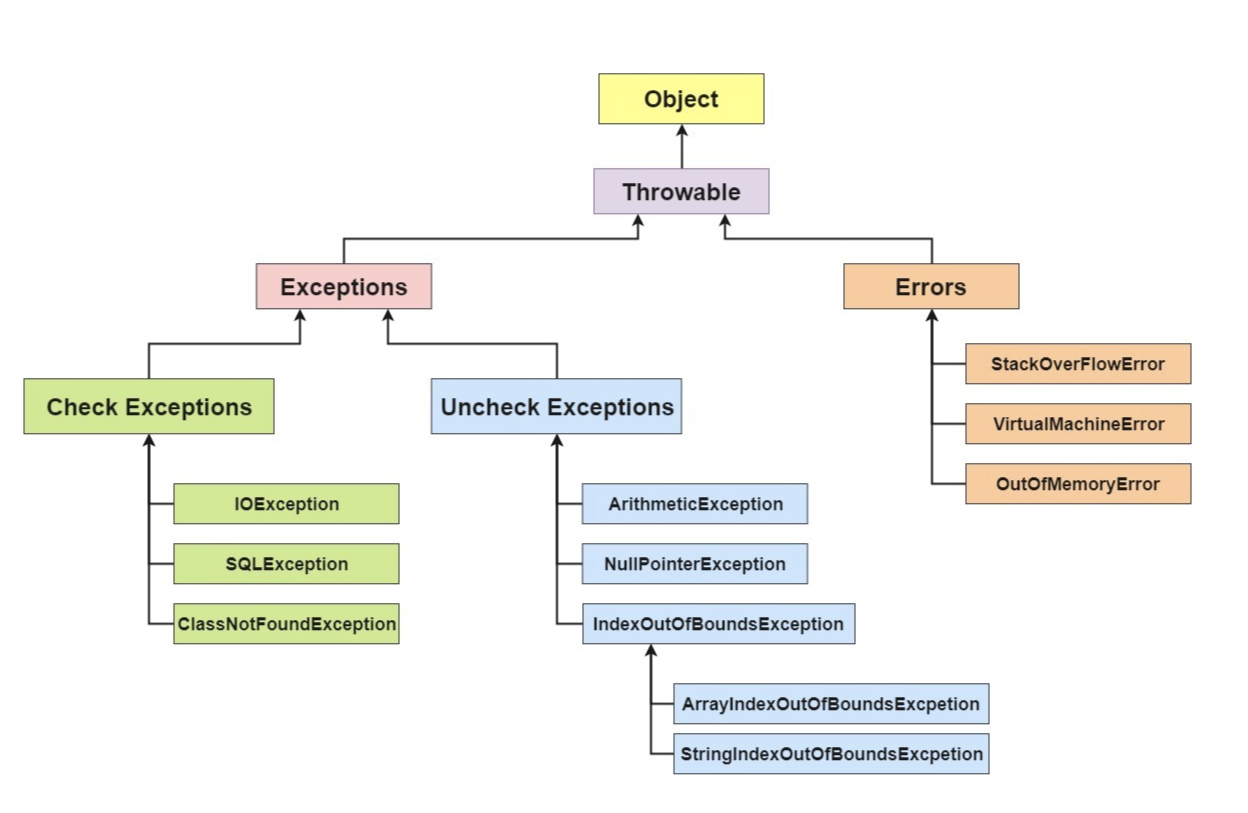 Object
Throwable
Exceptions
Errors
Check Exceptions
Uncheck Exceptions
StackOverFlowError
VirtualMachineError
OutOfMemoryError
IOException
SQLException
ClassNotFoundException
ArithmeticException
NullPointerException
IndexOutOfBoundsException
ArrayIndexOutOfBoundsExcpetion
StringIndexOutOfBoundsExcpetion